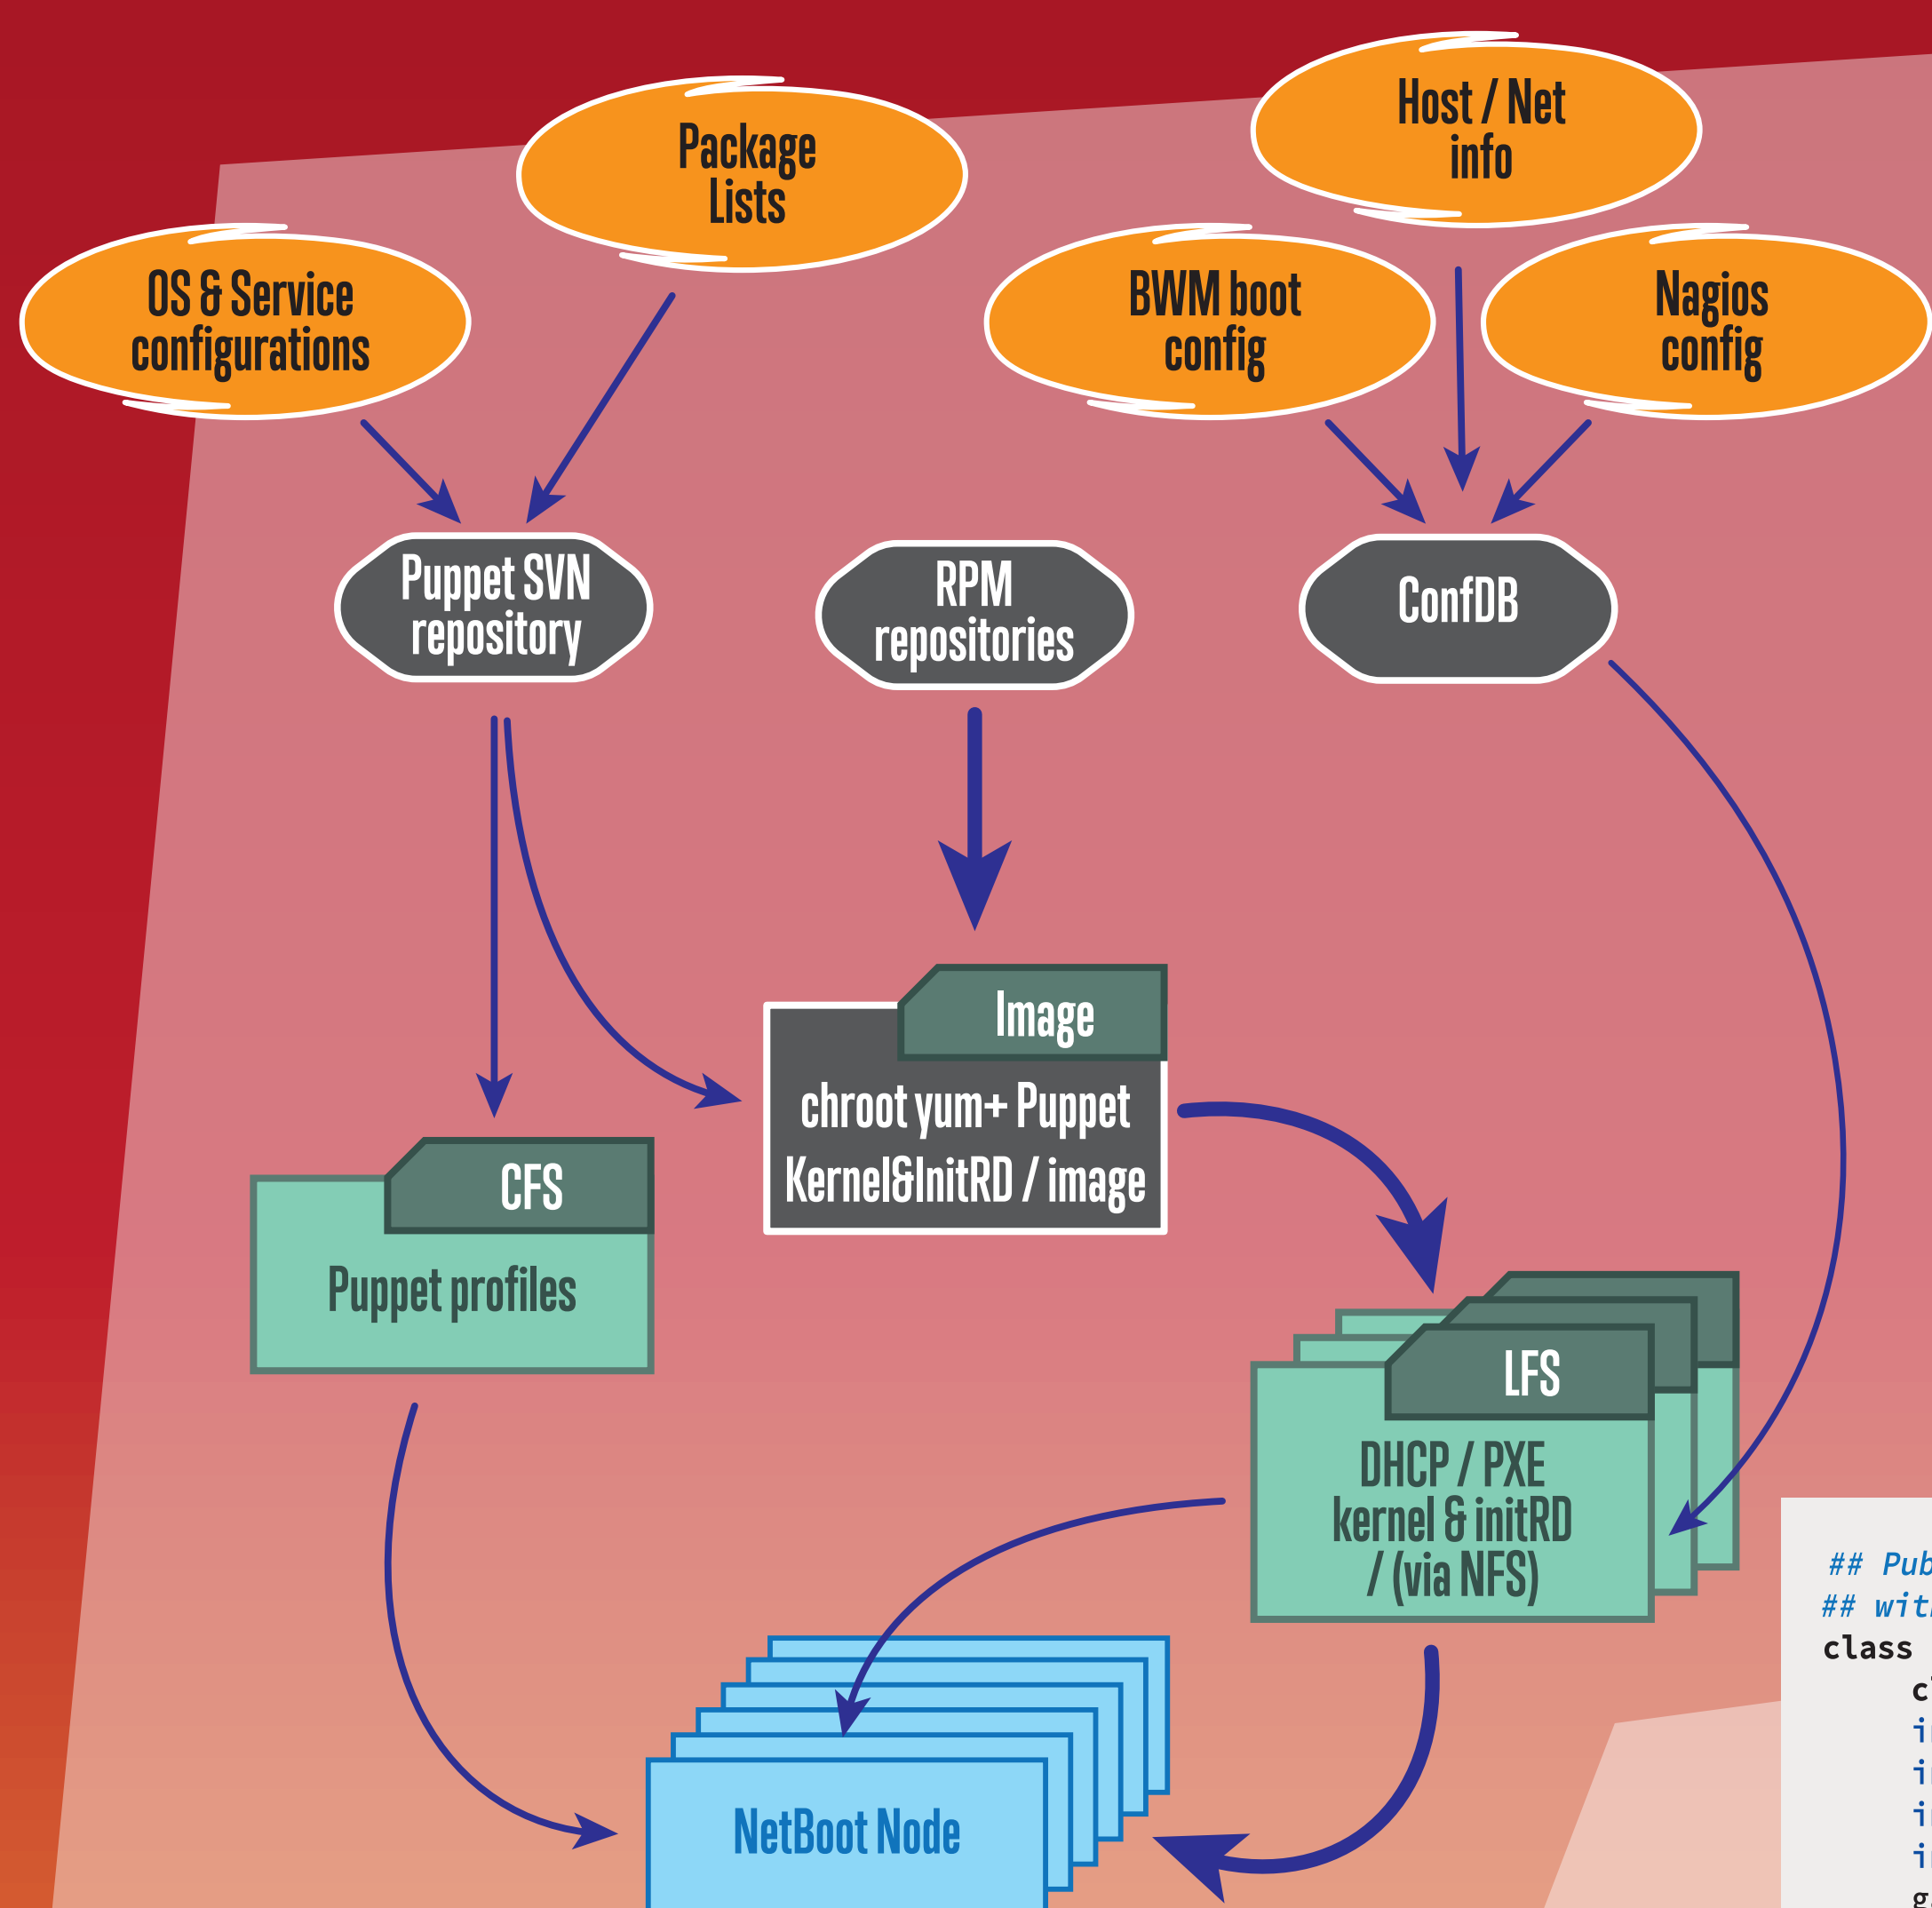 Host / Net
info
Package
Lists
OS & Service
configurations
BWM boot
config
Nagios
config
Puppet SVN
repository
RPM
repositories
ConfDB
Image
chroot yum+ Puppet
Kernel&InitRD / image
CFS
Puppet profiles
LFS
DHCP / PXE
kernel & initRD
/ (via NFS)
NetBoot Node
##
##
class